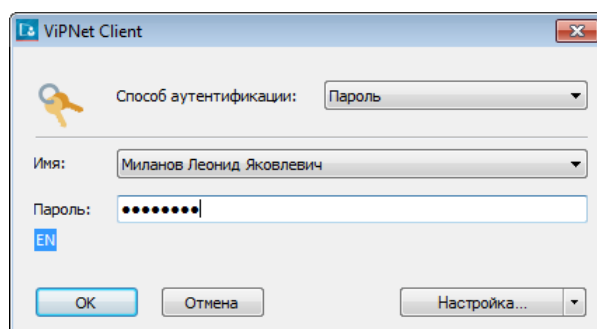 ViPNet Client
Способ аутентификации: Пароль
Имя: Миланов Леонид Яковлевич
Пароль: ●●●●●●●●
EN
OK Отмена Настройка...